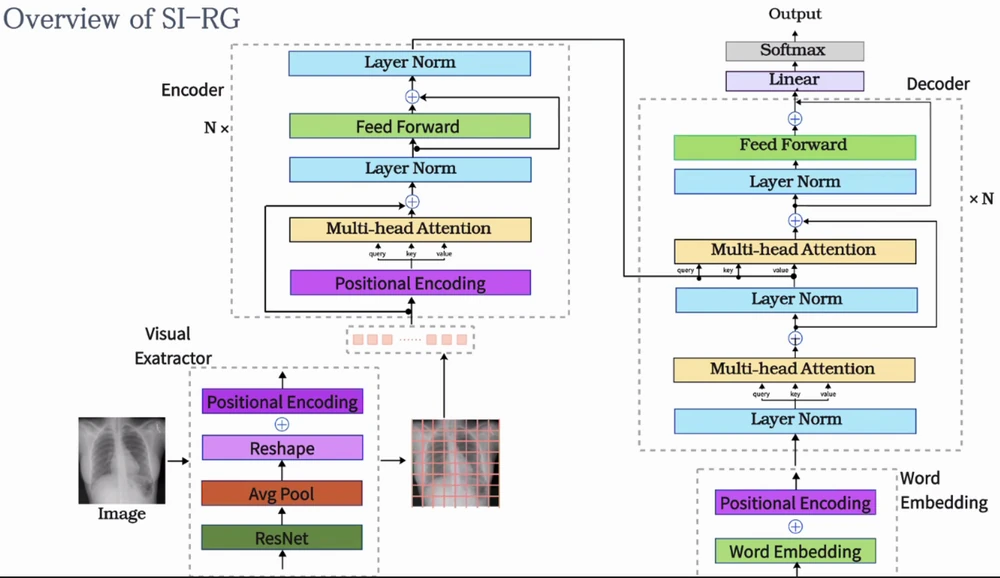 Overview of SI-RG
Encoder
N ×
Layer Norm
Feed Forward
Layer Norm
Multi-head Attention
query key value
Positional Encoding
Visual
Exatractor
Positional Encoding
Reshape
Avg Pool
ResNet
Image
......
Output
Softmax
Linear
Decoder
× N
Feed Forward
Layer Norm
Multi-head Attention
query key value
Layer Norm
Multi-head Attention
query key value
Layer Norm
Word
Embedding
Positional Encoding
Word Embedding